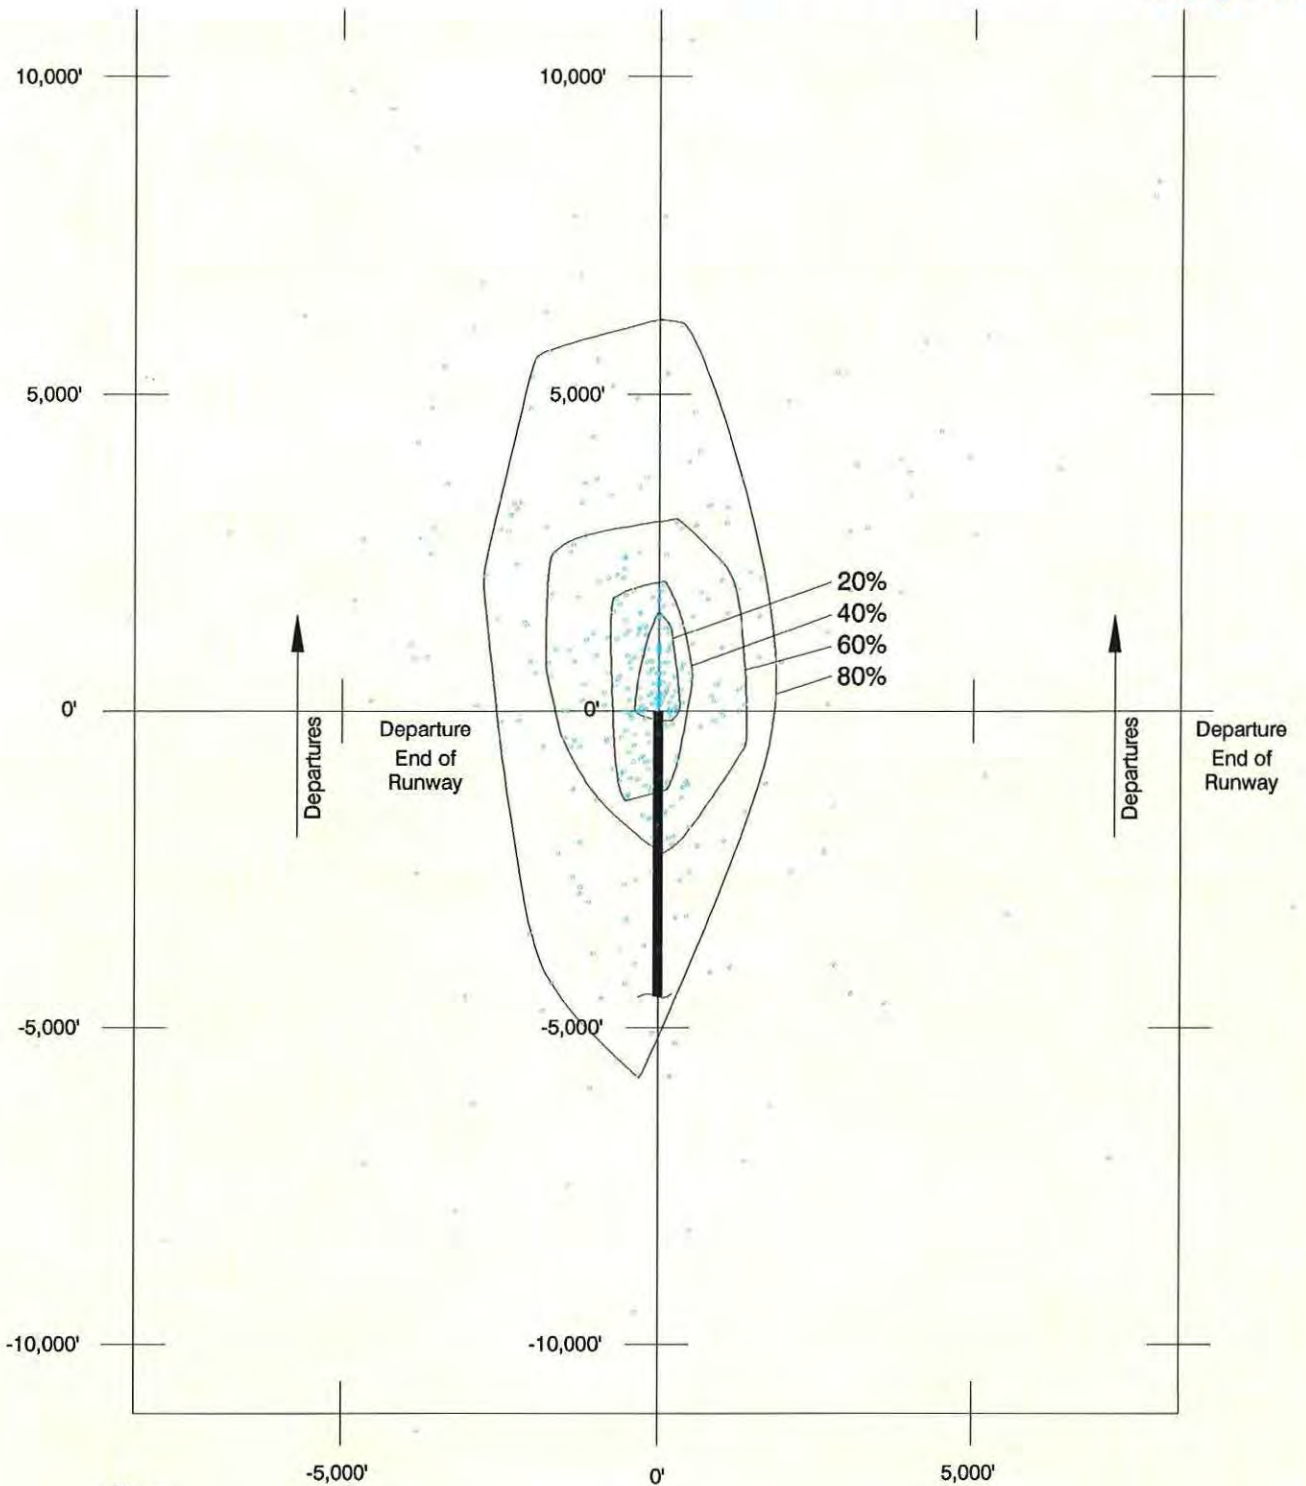 10,000'
10,000'
5,000'
5,000'
20%
40%
60%
80%
0'
0'
Departures
Departure
End of
Runway
Departures
Departure
End of
Runway
-5,000'
-5,000'
-10,000'
-10,000'
-5,000'
0'
5,000'